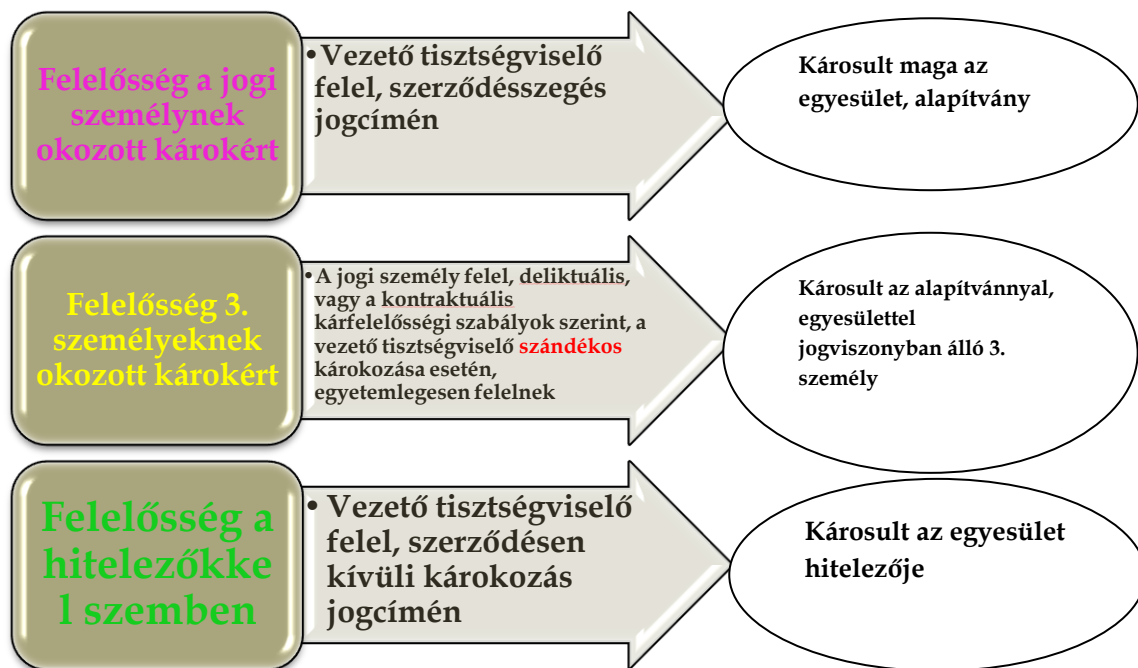 Felelősség a jogi
személynek
okozott károkért
•Vezető tisztségviselő
felel, szerződésszegés
jogcímén
Károsult maga az
egyesület, alapítvány
Felelősség 3.
személyeknek
okozott károkért
•A jogi személy felel, deliktuális,
vagy a kontraktuális
kárfelelősségi szabályok szerint, a
vezető tisztségviselő szándékos
károkozása esetén,
egyetemlegesen felelnek
Károsult az alapítvánnyal,
egyesülettel
jogviszonyban álló 3.
személy
Felelősség a
hitelezőkke
l szemben
• Vezető tisztségviselő
felel, szerződésen
kívüli károkozás
jogcímén
Károsult az egyesület
hitelezője